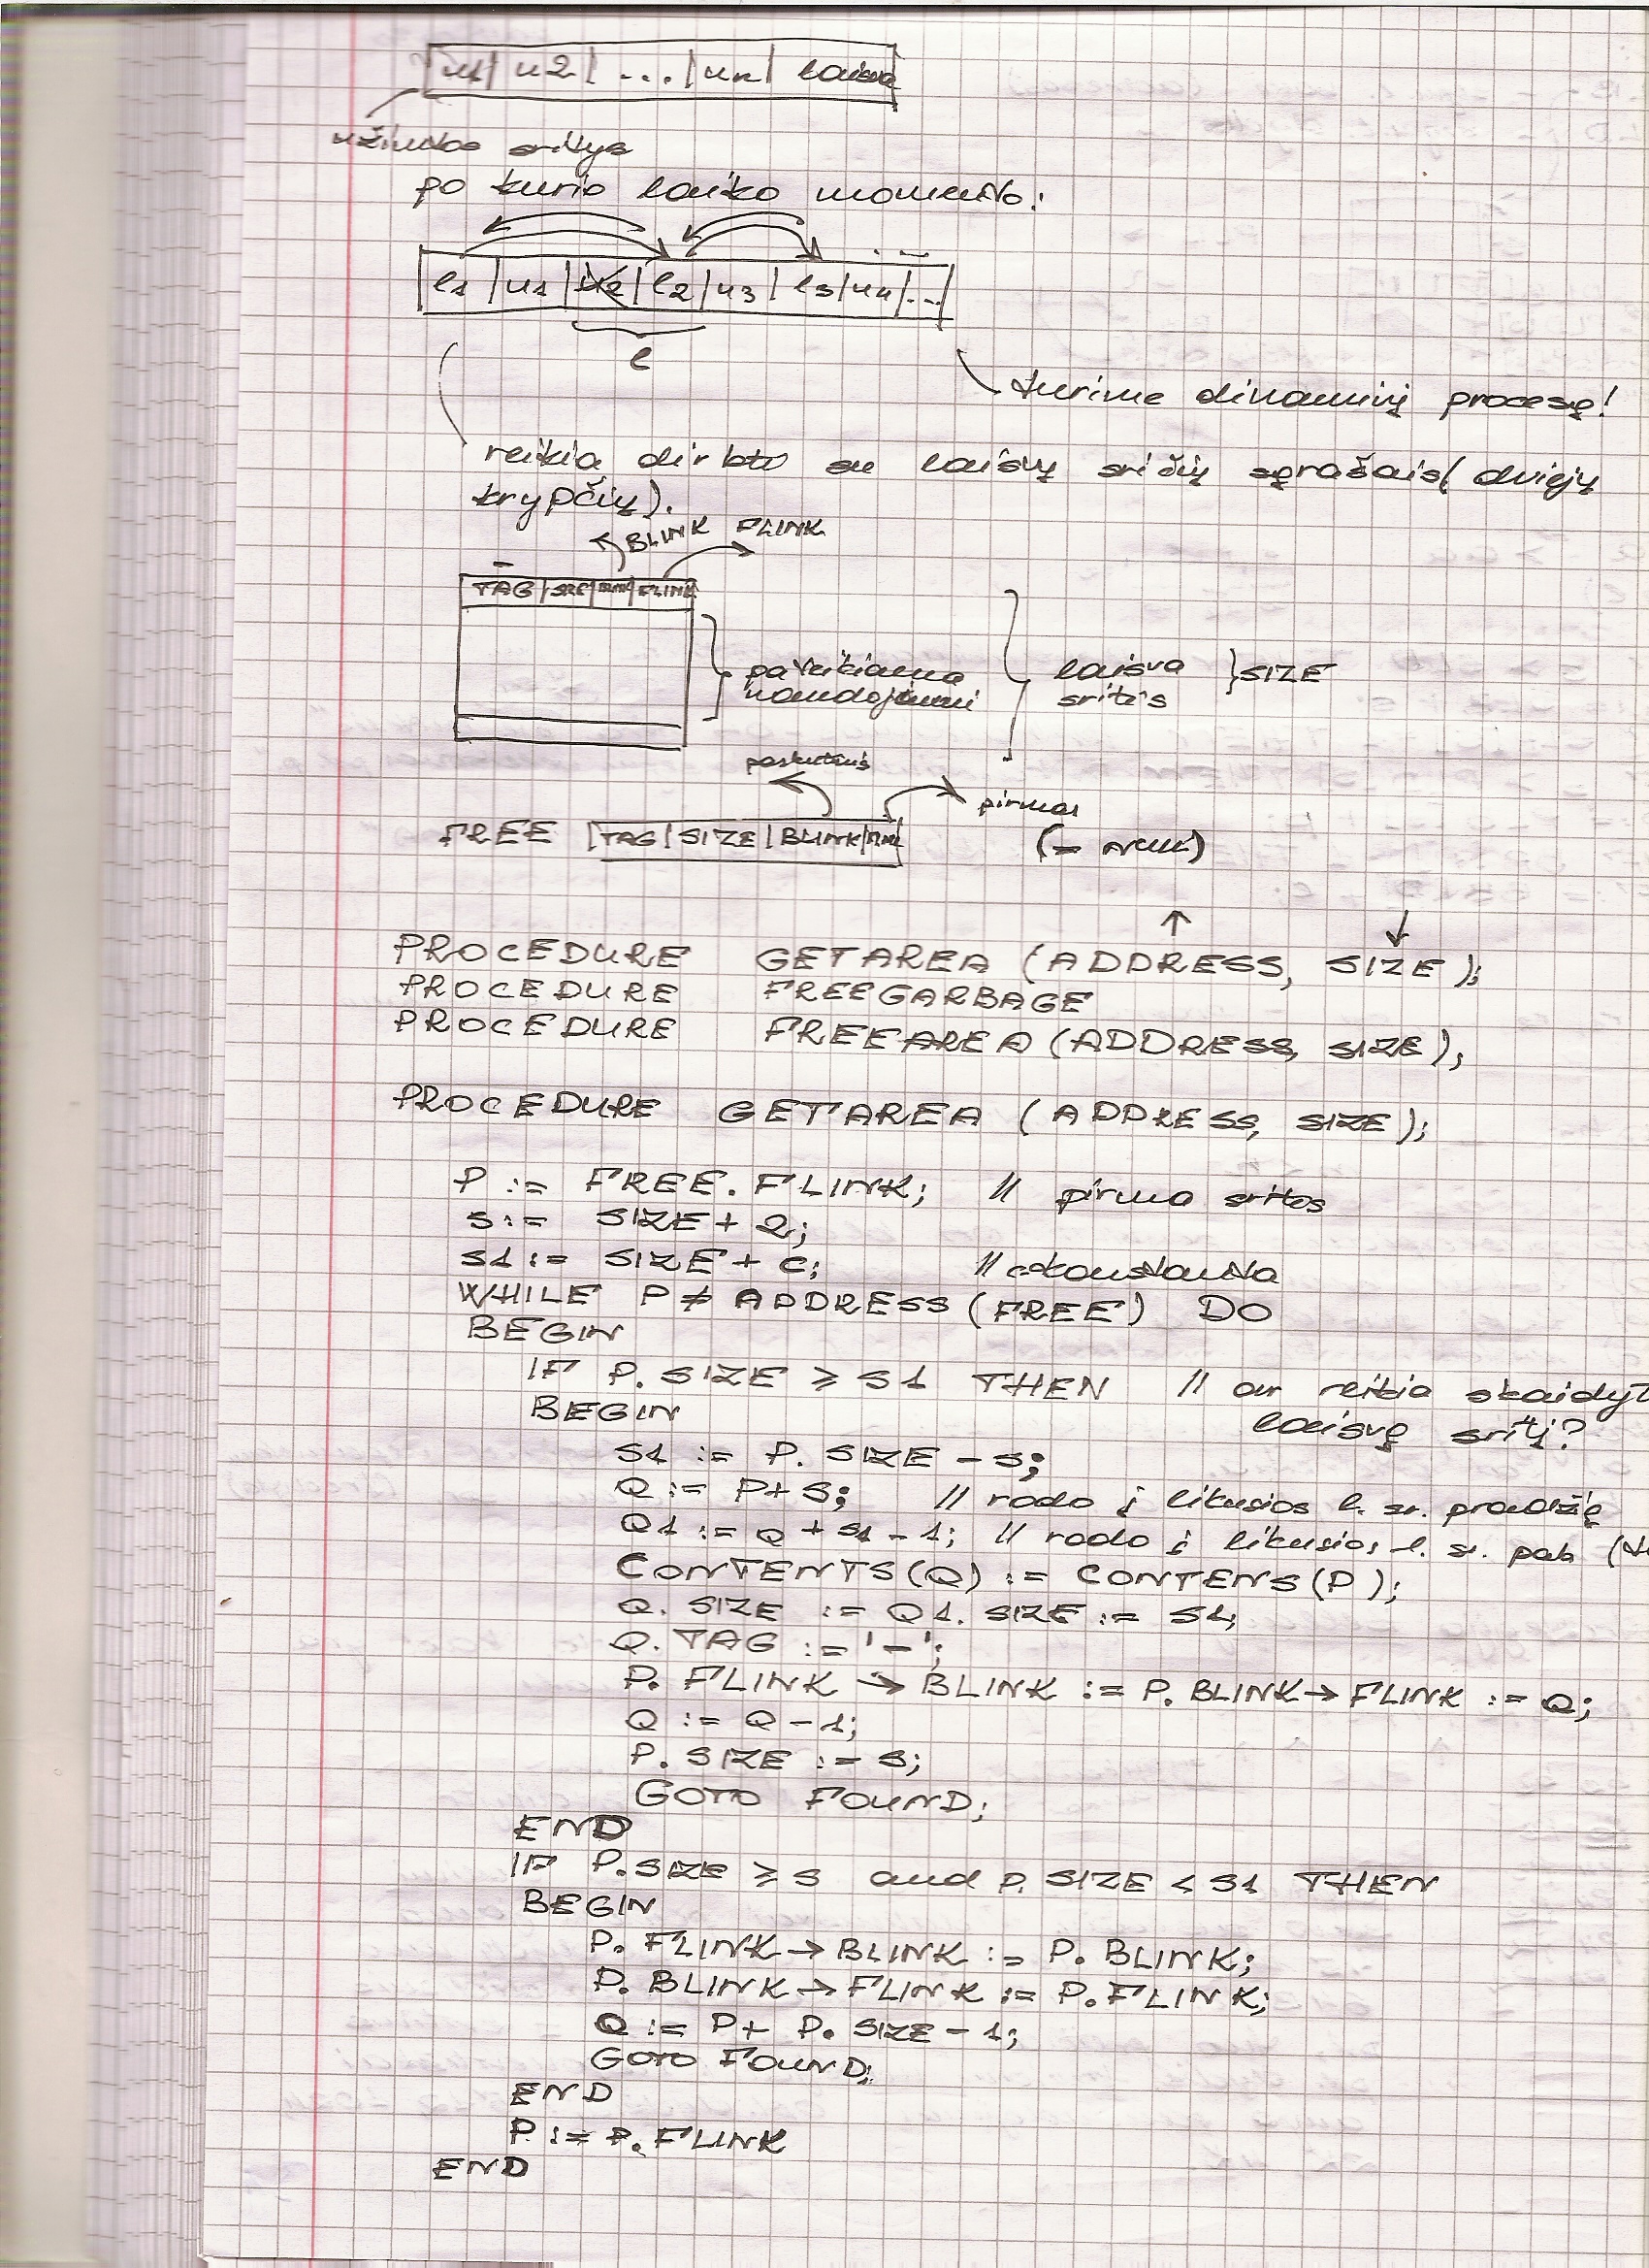 u1 | u2 | ... | un | laisva
užimtos sritys
po kurio laiko momento:
l1 | u1 | u2 | l2 | u3 | l3 | u4 | ...
l
turime dinaminį procesą!
reikia dirbti su laisvų sričių sąrašais (dviejų
krypčių).
BLINK FLINK
TAG | SIZE | BLINK | FLINK
pateikiama
naudojimui
laisva
sritis
} SIZE
paskutinis
pirmas
FREE | TAG | SIZE | BLINK | FLINK
↑ ↓
PROCEDURE GETAREA (ADDRESS, SIZE);
PROCEDURE FREEGARBAGE
PROCEDURE FREEAREA (ADDRESS, SIZE);
PROCEDURE GETAREA (ADDRESS, SIZE);
P := FREE. FLINK; // pirma sritis
S := SIZE + 2;
S1 := SIZE + C; // c-konstanta
WHILE P ≠ ADDRESS (FREE) DO
BEGIN
IF P. SIZE ≥ S1 THEN // ar reikia skaidyt
laisvą sritį?
BEGIN
S1 := P. SIZE - S;
Q := P+S; // rodo į likusios l. sr. pradžią
Q1 := Q + S1 - 1; // rodo į likusios l. sr. pab
CONTENTS(Q) := CONTENS(P);
Q. SIZE := Q1. SIZE := S1;
Q. TAG := '-';
P. FLINK → BLINK := P. BLINK → FLINK := Q;
Q := Q - 1;
P. SIZE := S;
GOTO FOUND;
END
IF P. SIZE ≥ S and P. SIZE < S1 THEN
BEGIN
P. FLINK → BLINK := P. BLINK;
P. BLINK → FLINK := P. FLINK;
Q := P + P. SIZE - 1;
GOTO FOUND;
END
P := P. FLINK
END